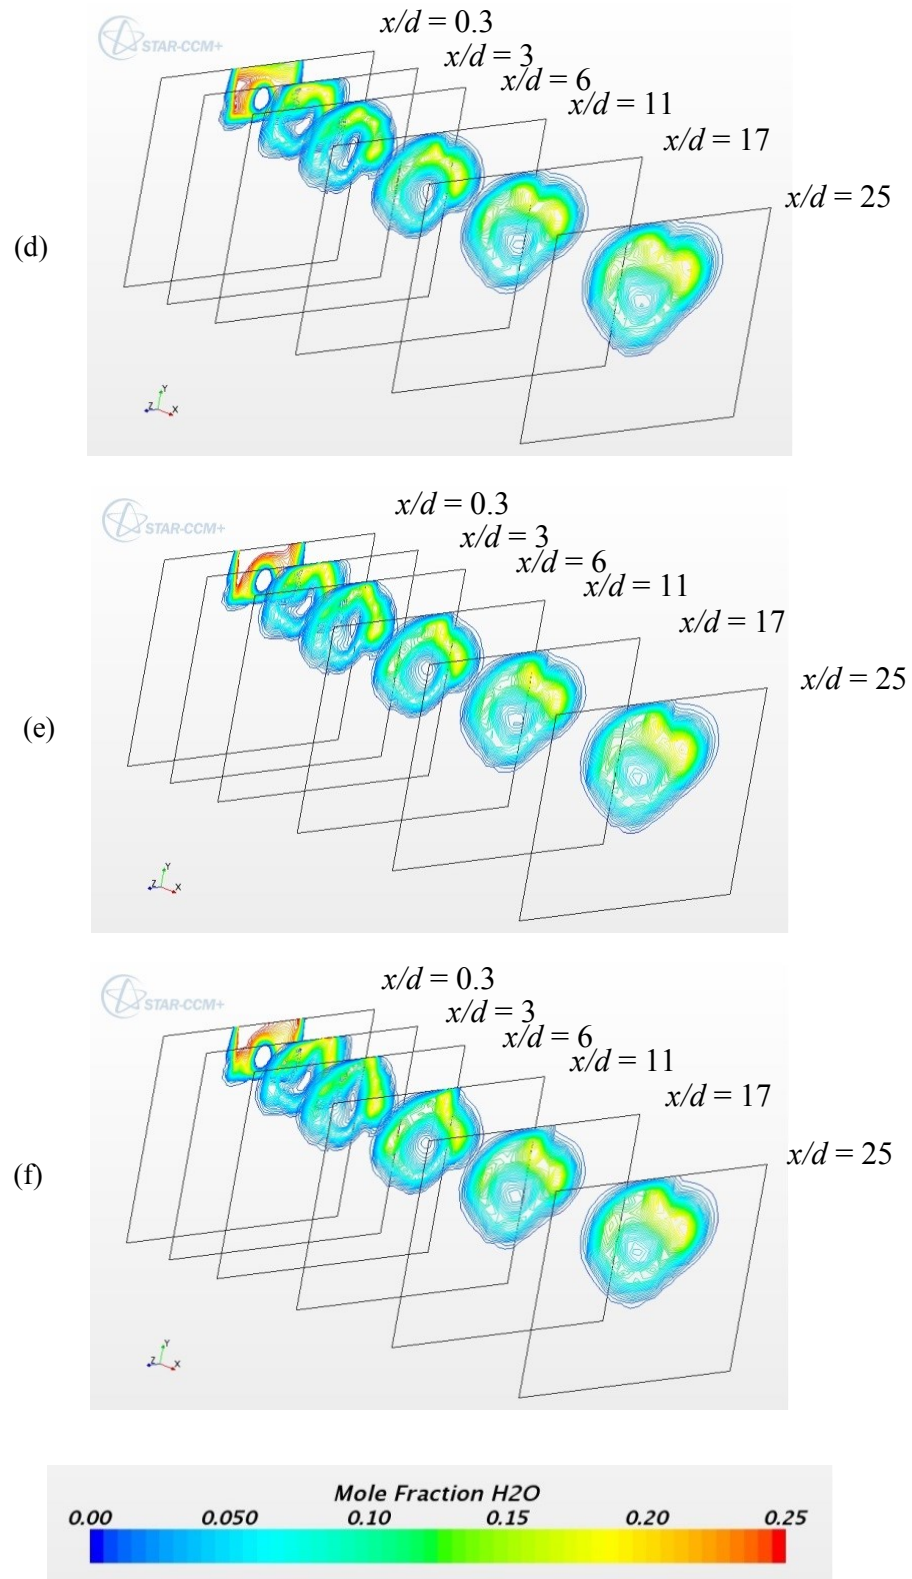 STAR-CCM+
x/d = 0.3
x/d = 3
x/d = 6
x/d = 11
x/d = 17
x/d = 25
(d)
Y
Z
X
STAR-CCM+
x/d = 0.3
x/d = 3
x/d = 6
x/d = 11
x/d = 17
x/d = 25
(e)
Y
Z
X
STAR-CCM+
x/d = 0.3
x/d = 3
x/d = 6
x/d = 11
x/d = 17
x/d = 25
(f)
Y
Z
X
Mole Fraction H2O
0.00 0.050 0.10 0.15 0.20 0.25